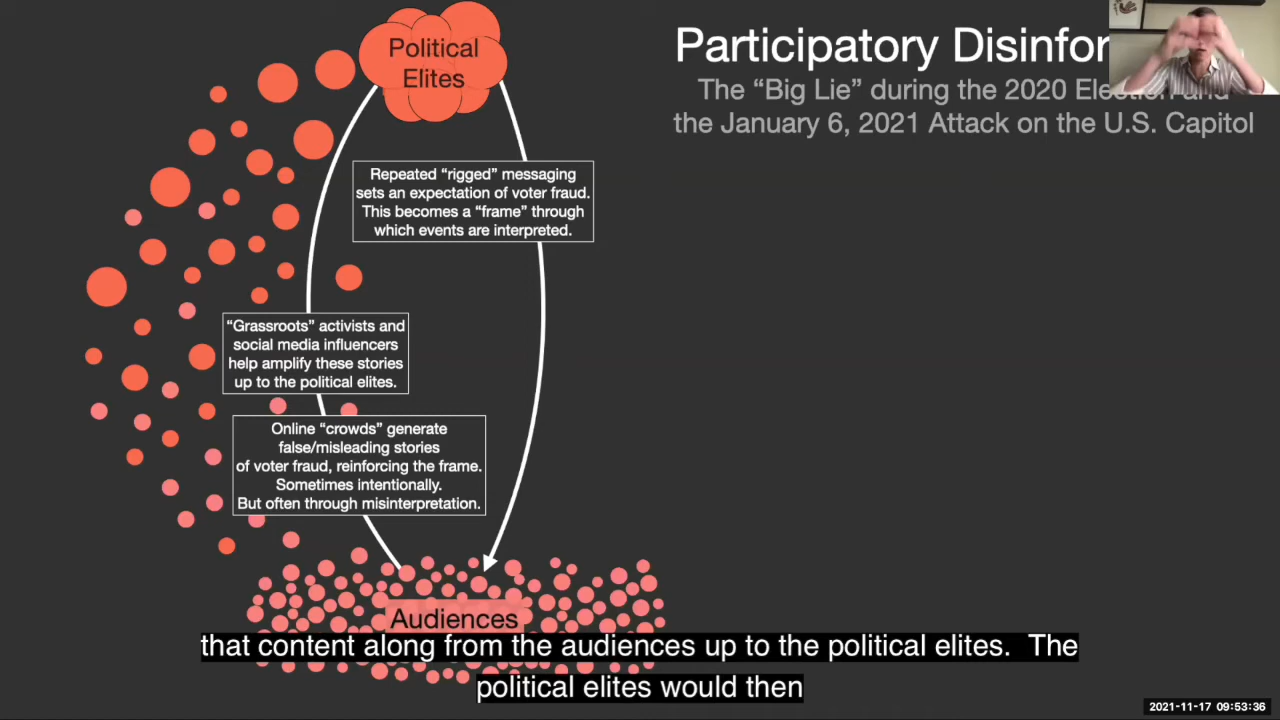 Political
Elites
Participatory Disinfor
The “Big Lie” during the 2020 Election and
the January 6, 2021 Attack on the U.S. Capitol
Repeated “rigged” messaging
sets an expectation of voter fraud.
This becomes a “frame” through
which events are interpreted.
“Grassroots” activists and
social media influencers
help amplify these stories
up to the political elites.
Online “crowds” generate
false/misleading stories
of voter fraud, reinforcing the frame.
Sometimes intentionally.
But often through misinterpretation.
Audiences
that content along from the audiences up to the political elites.  The
political elites would then
2021-11-17 09:53:36